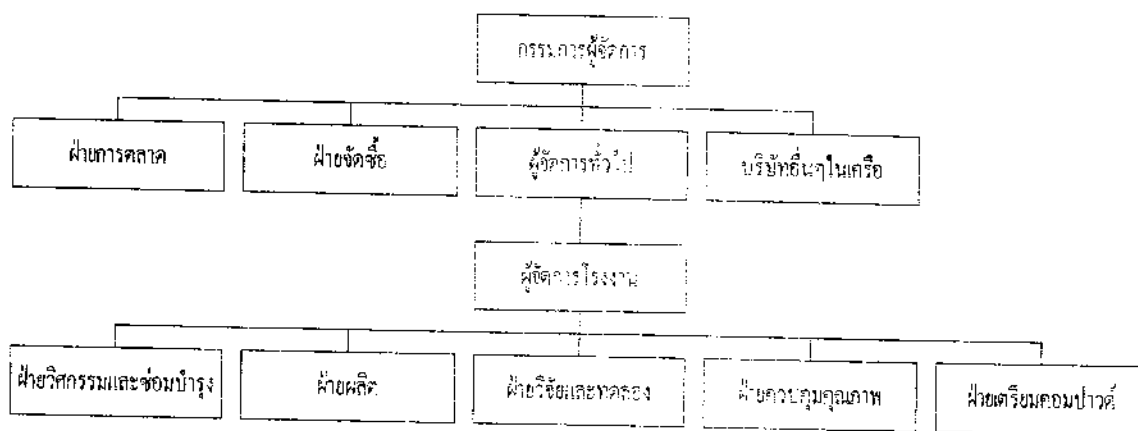 กรรมการผู้จัดการ
ฝ่ายการตลาด
ฝ่ายจัดซื้อ
ผู้จัดการทั่วไป
บริษัทอื่นๆในเครือ
ผู้จัดการโรงงาน
ฝ่ายวิศกรรมและซ่อมบำรุง
ฝ่ายผลิต
ฝ่ายวิจัยและทดลอง
ฝ่ายควบคุมคุณภาพ
ฝ่ายเตรียมคอมปาวด์